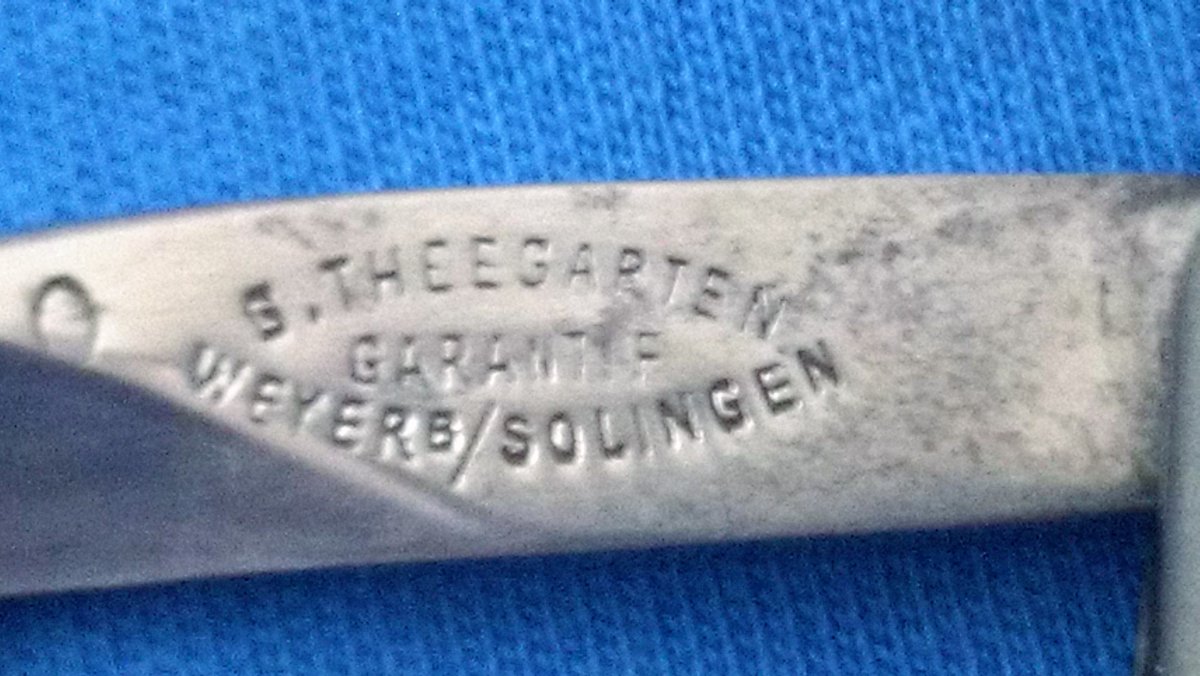 S. THEEGARTEN
GARANTIE
WEYERB/SOLINGEN